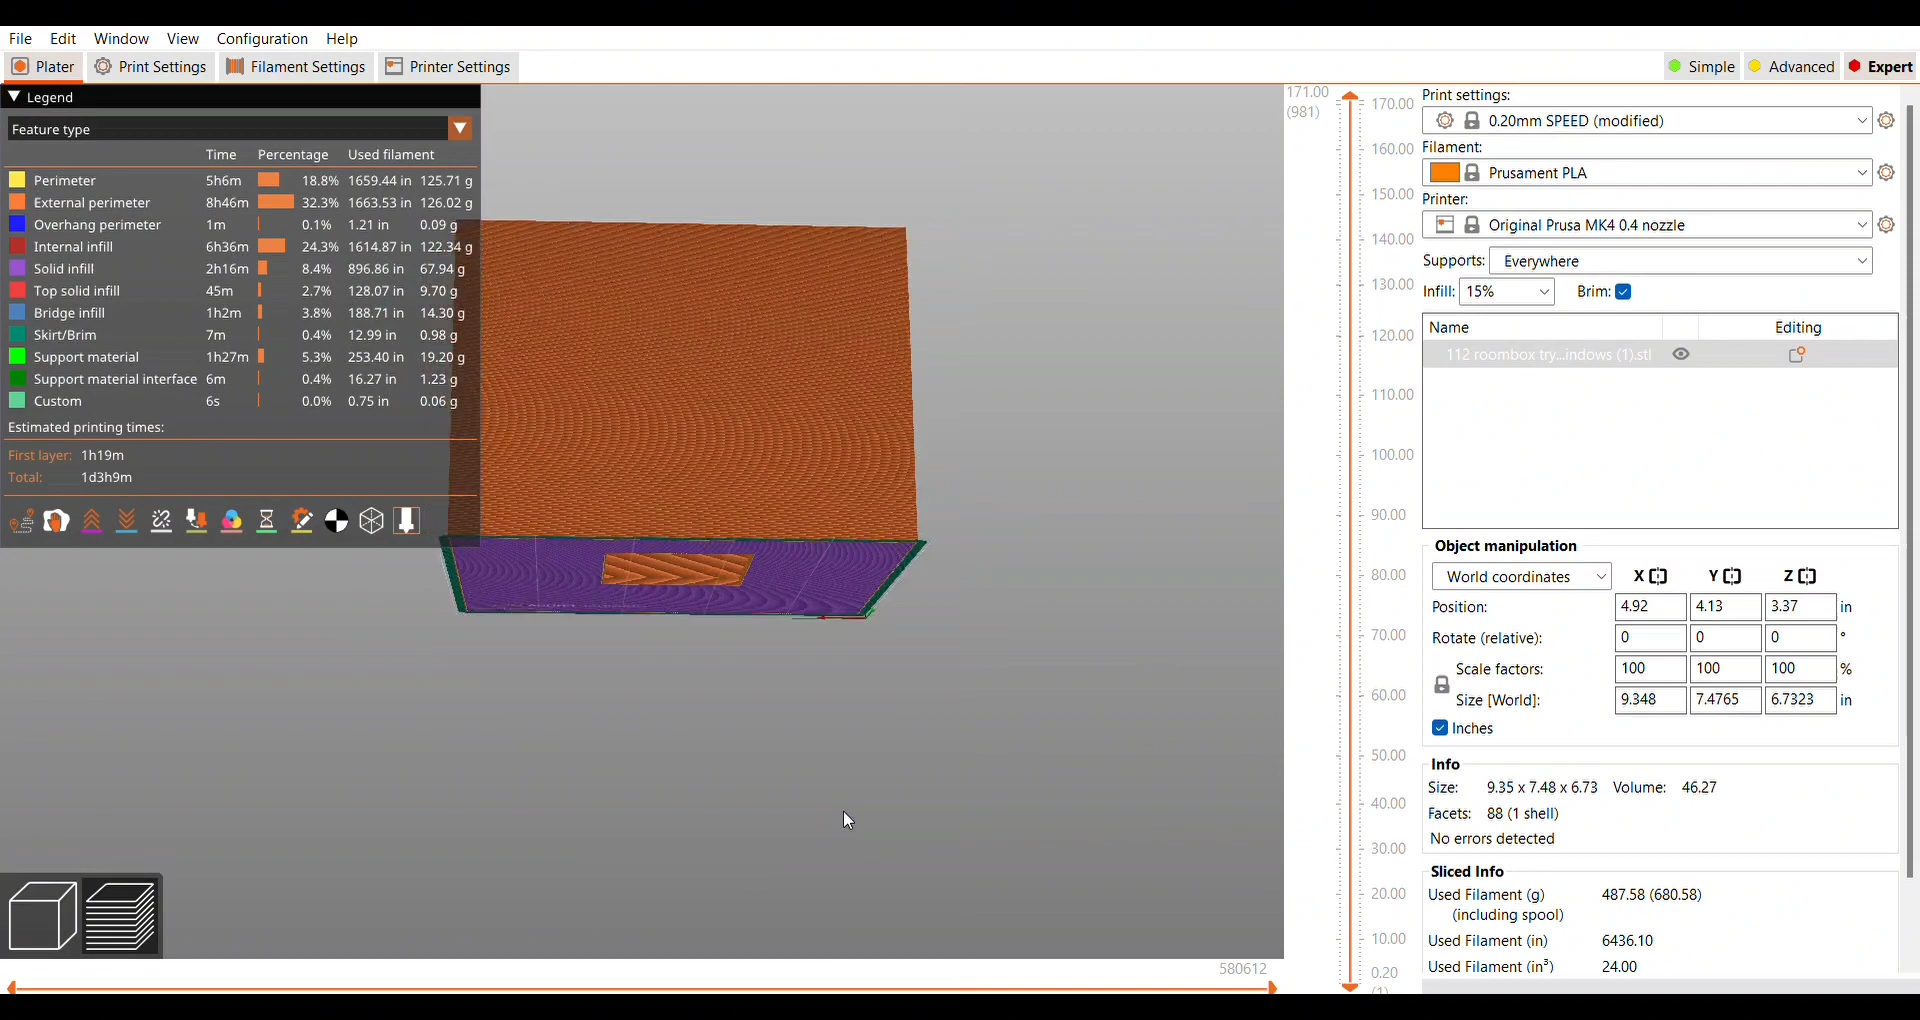 File Edit Window View Configuration Help
Plater Print Settings Filament Settings Printer Settings Simple Advanced Expert
Legend
Feature type
Time Percentage Used filament
Perimeter 5h6m 18.8% 1659.44 in 125.71 g
External perimeter 8h46m 32.3% 1663.53 in 126.02 g
Overhang perimeter 1m 0.1% 1.21 in 0.09 g
Internal infill 6h36m 24.3% 1614.87 in 122.34 g
Solid infill 2h16m 8.4% 896.86 in 67.94 g
Top solid infill 45m 2.7% 128.07 in 9.70 g
Bridge infill 1h2m 3.8% 188.71 in 14.30 g
Skirt/Brim 7m 0.4% 12.99 in 0.98 g
Support material 1h27m 5.3% 253.40 in 19.20 g
Support material interface 6m 0.4% 16.27 in 1.23 g
Custom 6s 0.0% 0.75 in 0.06 g
Estimated printing times:
First layer: 1h19m
Total: 1d3h9m
580612
171.00
(981)
170.00
160.00
150.00
140.00
130.00
120.00
110.00
100.00
90.00
80.00
70.00
60.00
50.00
40.00
30.00
20.00
10.00
0.20
(1)
Print settings:
0.20mm SPEED (modified)
Filament:
Prusament PLA
Printer:
Original Prusa MK4 0.4 nozzle
Supports: Everywhere
Infill: 15% Brim:
Name Editing
112 roombox try...indows (1).stl
Object manipulation
World coordinates X Y Z
Position: 4.92 4.13 3.37 in
Rotate (relative): 0 0 0 °
Scale factors: 100 100 100 %
Size [World]: 9.348 7.4765 6.7323 in
Inches
Info
Size: 9.35 x 7.48 x 6.73 Volume: 46.27
Facets: 88 (1 shell)
No errors detected
Sliced Info
Used Filament (g) 487.58 (680.58)
(including spool)
Used Filament (in) 6436.10
Used Filament (in³) 24.00